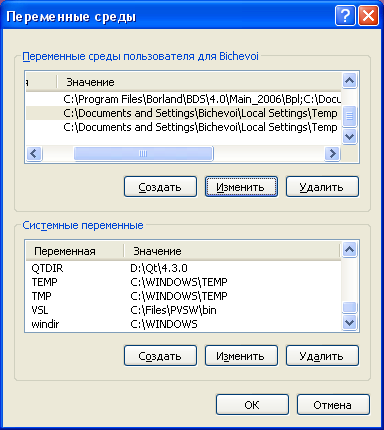 Переменные среды
Переменные среды пользователя для Bichevoi
Значение
C:\Program Files\Borland\BDS\4.0\Main_2006\Bpl;C:\Docu
C:\Documents and Settings\Bichevoi\Local Settings\Temp
C:\Documents and Settings\Bichevoi\Local Settings\Temp
Создать Изменить Удалить
Системные переменные
Переменная Значение
QTDIR D:\Qt\4.3.0
TEMP C:\WINDOWS\TEMP
TMP C:\WINDOWS\TEMP
VSL C:\Files\PVSW\bin
windir C:\WINDOWS
Создать Изменить Удалить
OK Отмена